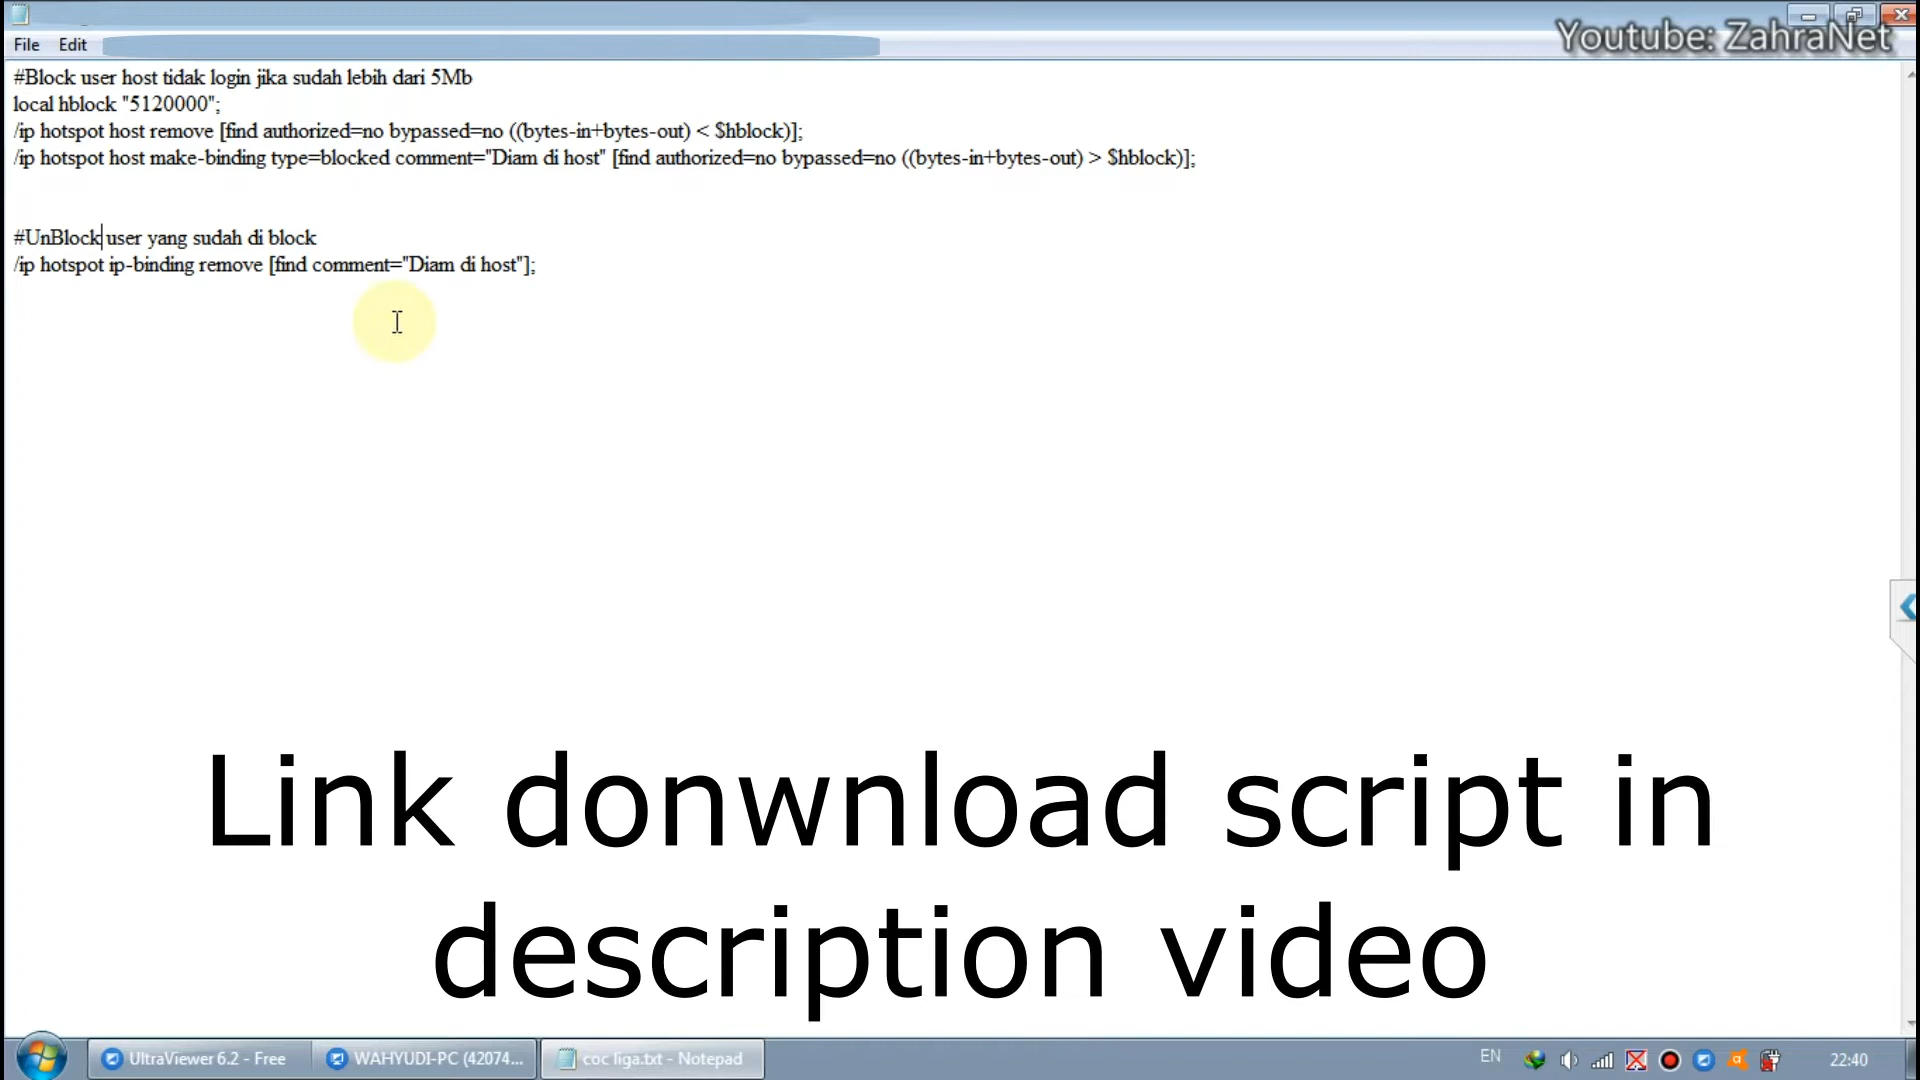 Youtube: ZahraNet
File Edit
#Block user host tidak login jika sudah lebih dari 5Mb
local hblock "5120000";
/ip hotspot host remove [find authorized=no bypassed=no ((bytes-in+bytes-out) < $hblock)];
/ip hotspot host make-binding type=blocked comment="Diam di host" [find authorized=no bypassed=no ((bytes-in+bytes-out) > $hblock)];
#UnBlock user yang sudah di block
/ip hotspot ip-binding remove [find comment="Diam di host"];
Link donwnload script in
description video
UltraViewer 6.2 - Free WAHYUDI-PC (42074... coc liga.txt - Notepad EN 22:40